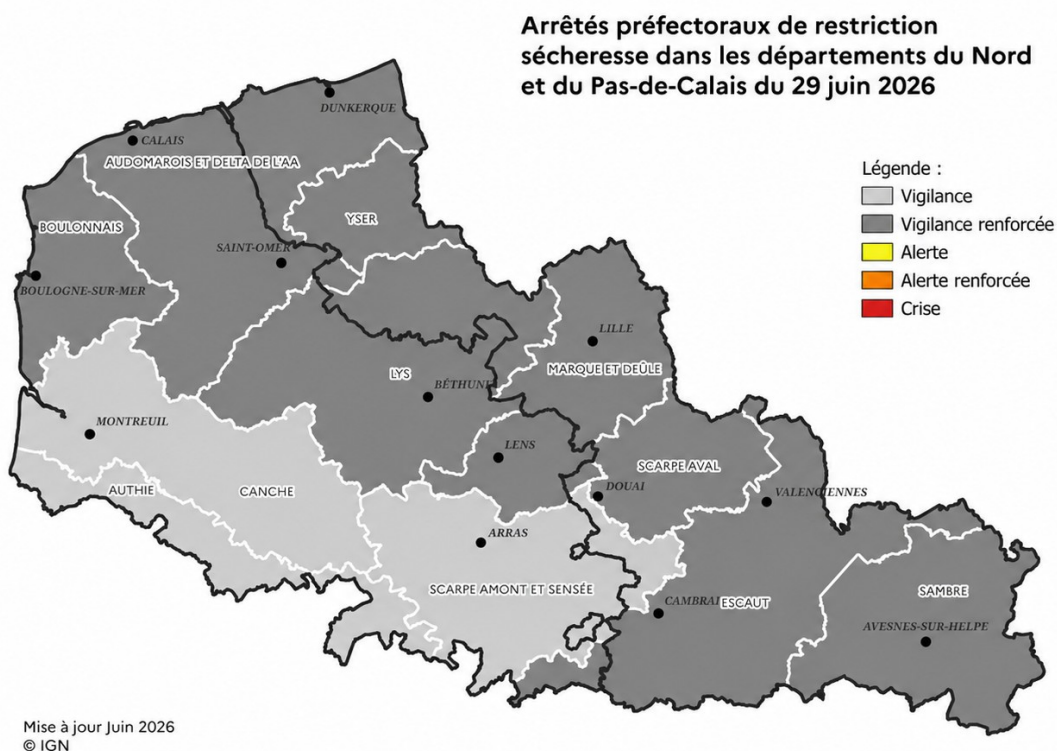 Arrêtés préfectoraux de restriction
sécheresse dans les départements du Nord
et du Pas-de-Calais du 29 juin 2026
DUNKERQUE
CALAIS
AUDOMAROIS ET DELTA DE L'AA
Légende :
Vigilance
Vigilance renforcée
Alerte
Alerte renforcée
Crise
YSER
BOULONNAIS
SAINT-OMER
BOULOGNE-SUR-MER
LILLE
MARQUE ET DEÛLE
LYS
BÉTHUNE
MONTREUIL
LENS
SCARPE AVAL
DOUAI
VALENCIENNES
AUTHIE
CANCHE
ARRAS
SCARPE AMONT ET SENSÉE
CAMBRAI
ESCAUT
SAMBRE
AVESNES-SUR-HELPE
Mise à jour Juin 2026
© IGN